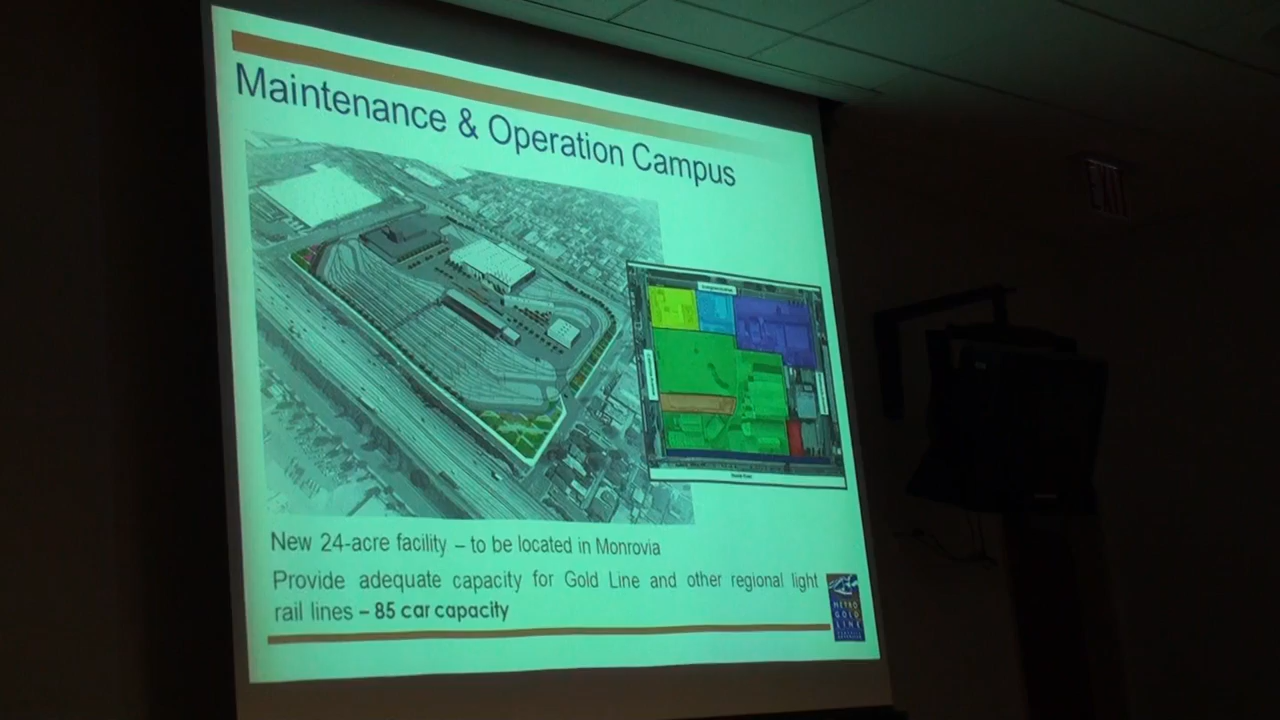 Maintenance & Operation Campus
New 24-acre facility – to be located in Monrovia
Provide adequate capacity for Gold Line and other regional light
rail lines – 85 car capacity
METRO
GOLD
LINE
EXIT